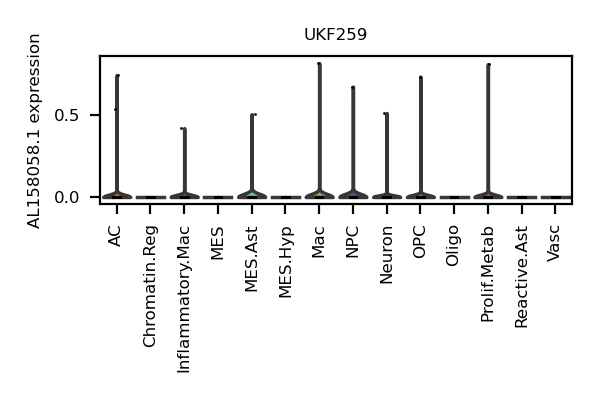 UKF259
AL158058.1 expression
0.5
0.0
AC
Chromatin.Reg
Inflammatory.Mac
MES
MES.Ast
MES.Hyp
Mac
NPC
Neuron
OPC
Oligo
Prolif.Metab
Reactive.Ast
Vasc